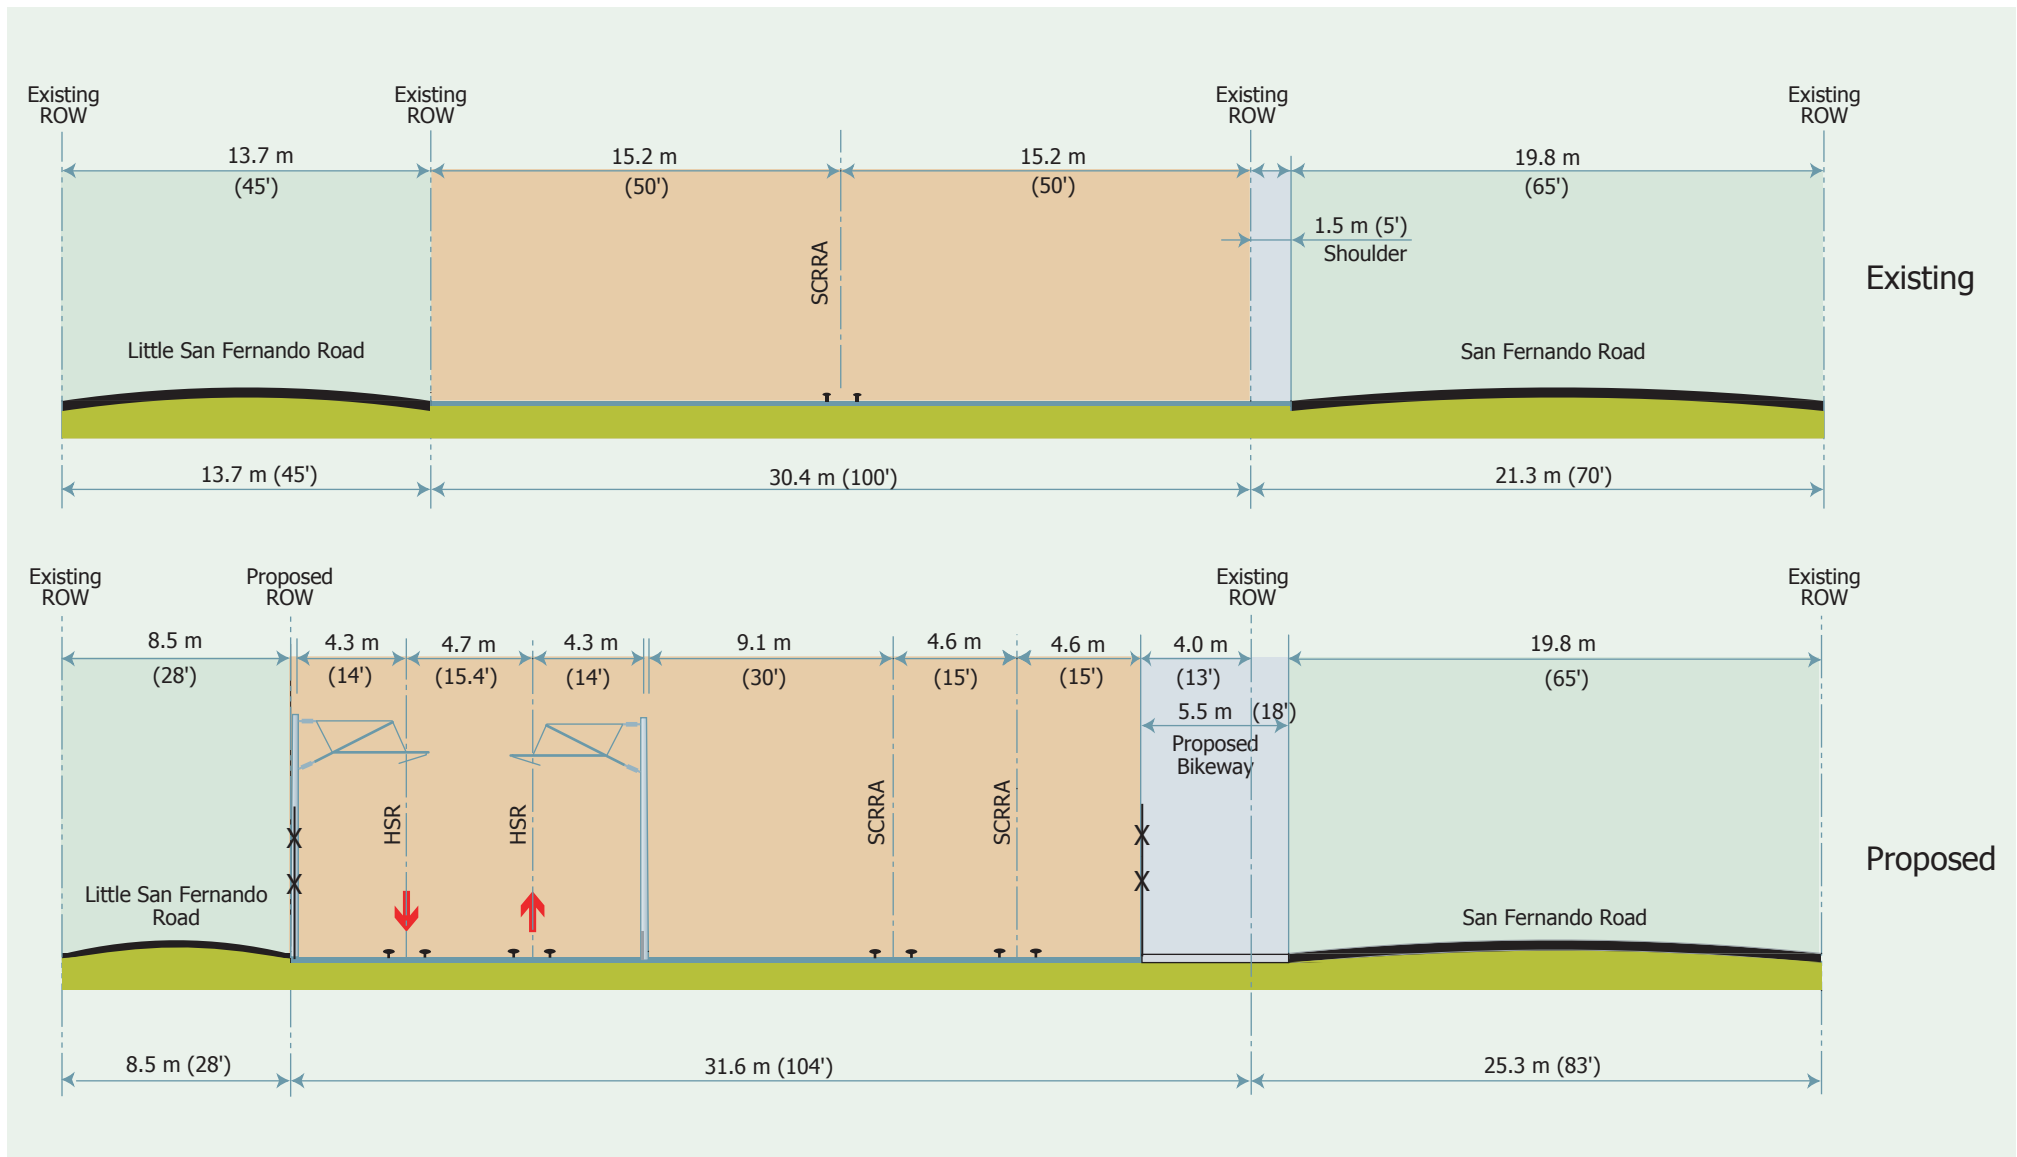 Existing
ROW
Existing
ROW
Existing
ROW
Existing
ROW
13.7 m
(45')
15.2 m
(50')
15.2 m
(50')
19.8 m
(65')
1.5 m (5')
Shoulder
SCRRA
Existing
Little San Fernando Road
San Fernando Road
13.7 m (45')
30.4 m (100')
21.3 m (70')
Existing
ROW
Proposed
ROW
Existing
ROW
Existing
ROW
8.5 m
(28')
4.3 m
(14')
4.7 m
(15.4')
4.3 m
(14')
9.1 m
(30')
4.6 m
(15')
4.6 m
(15')
4.0 m
(13')
19.8 m
(65')
5.5 m (18')
Proposed
Bikeway
HSR
HSR
SCRRA
SCRRA
X
X
X
X
Proposed
Little San Fernando
Road
San Fernando Road
8.5 m (28')
31.6 m (104')
25.3 m (83')